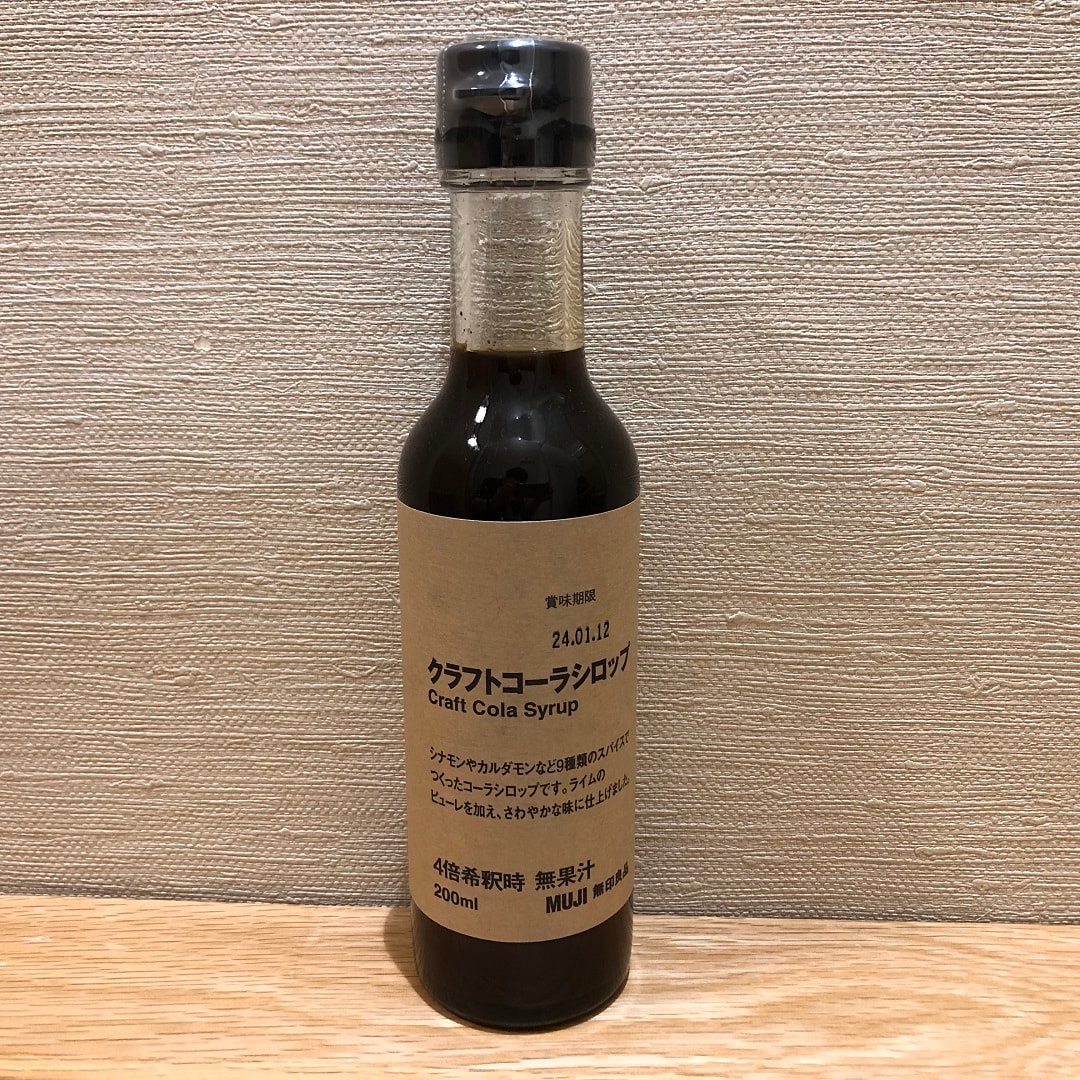 賞味期限
24.01.12
クラフトコーラシロップ
Craft Cola Syrup
シナモンやカルダモンなど9種類のスパイスで
つくったコーラシロップです。ライムの
ピューレを加え、さわやかな味に仕上げました。
4倍希釈時 無果汁
200ml
MUJI 無印良品